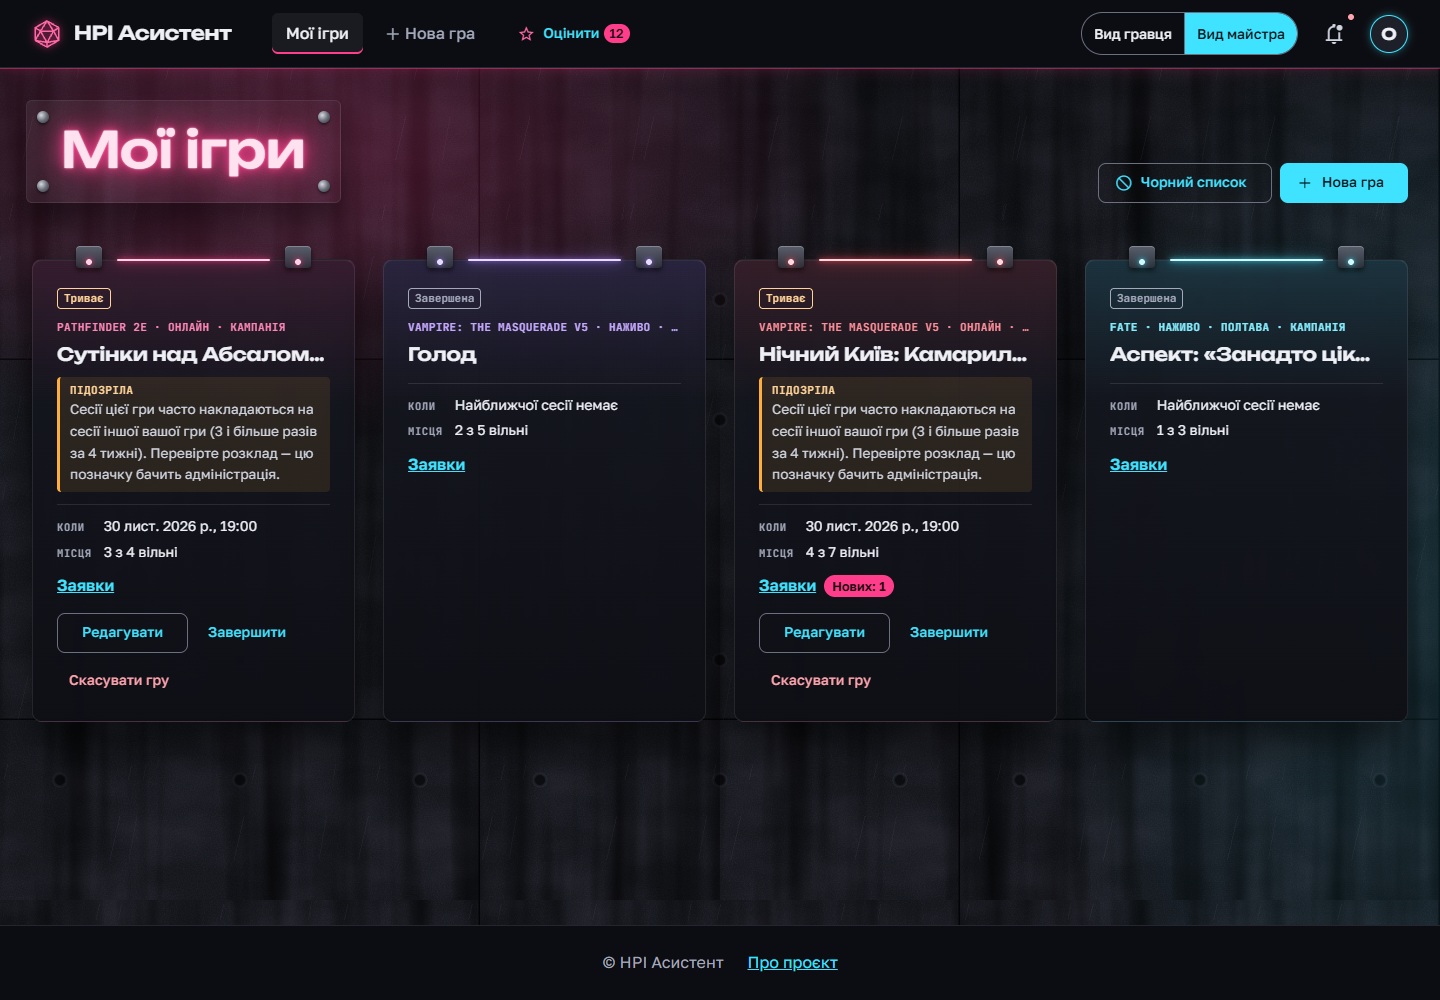 НРІ Асистент
Мої ігри
Нова гра
Оцінити 12
Вид гравця
Вид майстра
О
Мої ігри
Чорний список
Нова гра
Триває
PATHFINDER 2E · ОНЛАЙН · КАМПАНІЯ
Сутінки над Абсалом...
ПІДОЗРІЛА
Сесії цієї гри часто накладаються на
сесії іншої вашої гри (3 і більше разів
за 4 тижні). Перевірте розклад — цю
позначку бачить адміністрація.
КОЛИ 30 лист. 2026 р., 19:00
МІСЦЯ 3 з 4 вільні
Заявки
Редагувати
Завершити
Скасувати гру
Завершена
VAMPIRE: THE MASQUERADE V5 · НАЖИВО · …
Голод
КОЛИ Найближчої сесії немає
МІСЦЯ 2 з 5 вільні
Заявки
Триває
VAMPIRE: THE MASQUERADE V5 · ОНЛАЙН · …
Нічний Київ: Камарил...
ПІДОЗРІЛА
Сесії цієї гри часто накладаються на
сесії іншої вашої гри (3 і більше разів
за 4 тижні). Перевірте розклад — цю
позначку бачить адміністрація.
КОЛИ 30 лист. 2026 р., 19:00
МІСЦЯ 4 з 7 вільні
Заявки Нових: 1
Редагувати
Завершити
Скасувати гру
Завершена
FATE · НАЖИВО · ПОЛТАВА · КАМПАНІЯ
Аспект: «Занадто цік...
КОЛИ Найближчої сесії немає
МІСЦЯ 1 з 3 вільні
Заявки
© НРІ Асистент
Про проєкт